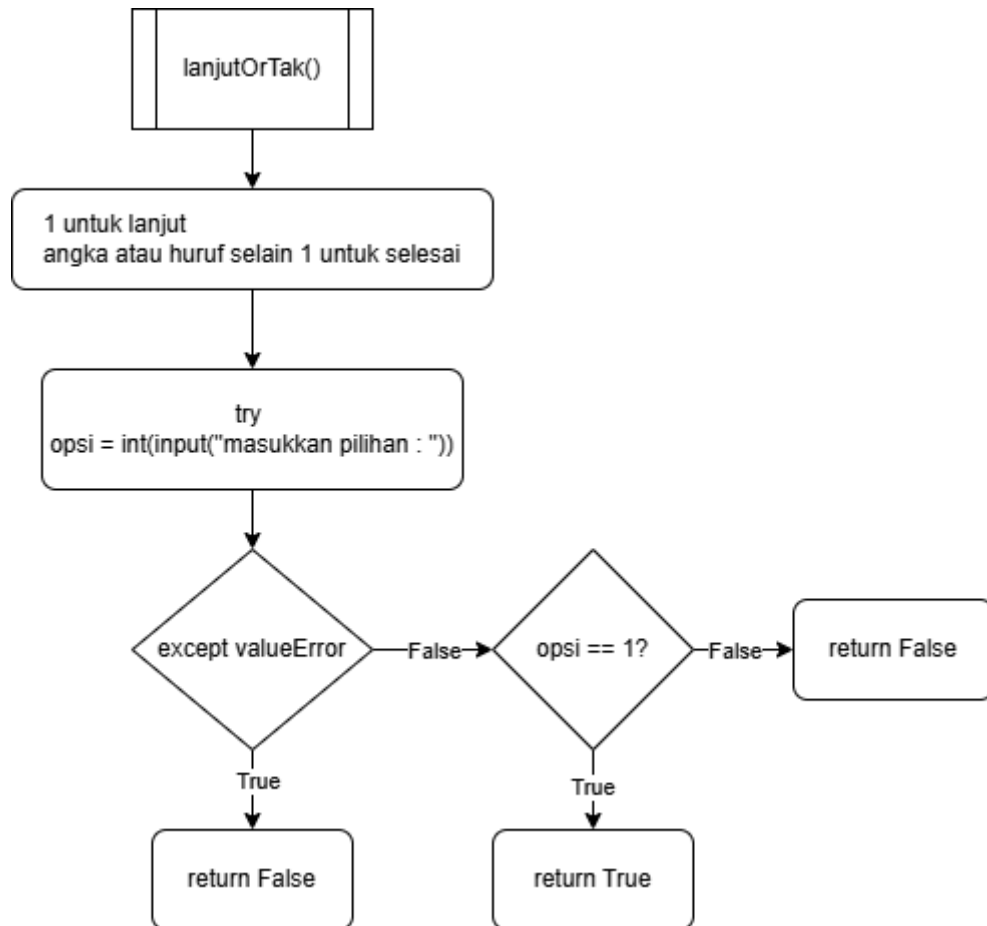 lanjutOrTak()
1 untuk lanjut
angka atau huruf selain 1 untuk selesai
try
opsi = int(input("masukkan pilihan : "))
except valueError
False
opsi == 1?
False
return False
True
True
return False
return True